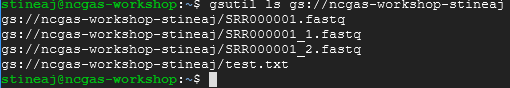 stineaj@ncgas-workshop:~$ gsutil ls gs://ncgas-workshop-stineaj
gs://ncgas-workshop-stineaj/SRR000001.fastq
gs://ncgas-workshop-stineaj/SRR000001_1.fastq
gs://ncgas-workshop-stineaj/SRR000001_2.fastq
gs://ncgas-workshop-stineaj/test.txt
stineaj@ncgas-workshop:~$